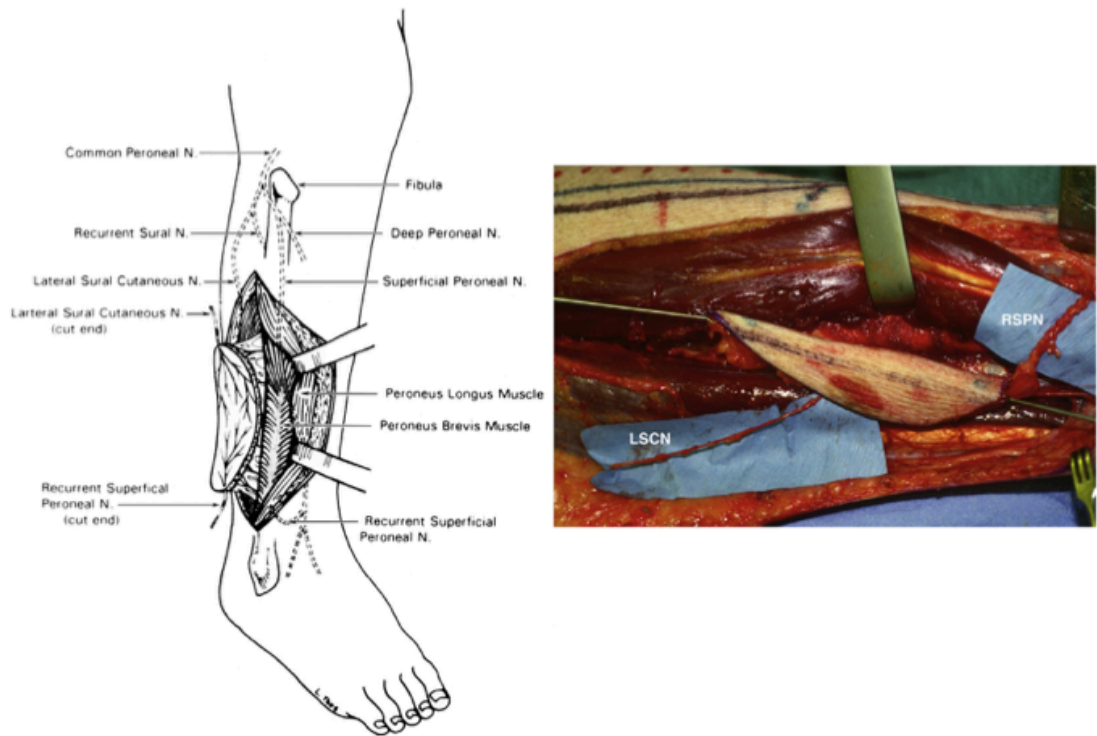 Common Peroneal N.
Fibula
Recurrent Sural N.
Deep Peroneal N.
Lateral Sural Cutaneous N.
Superficial Peroneal N.
Larteral Sural Cutaneous N.
(cut end)
Peroneus Longus Muscle
Peroneus Brevis Muscle
Recurrent Superfical
Peroneal N.
(cut end)
Recurrent Superficial
Peroneal N.
RSPN
LSCN